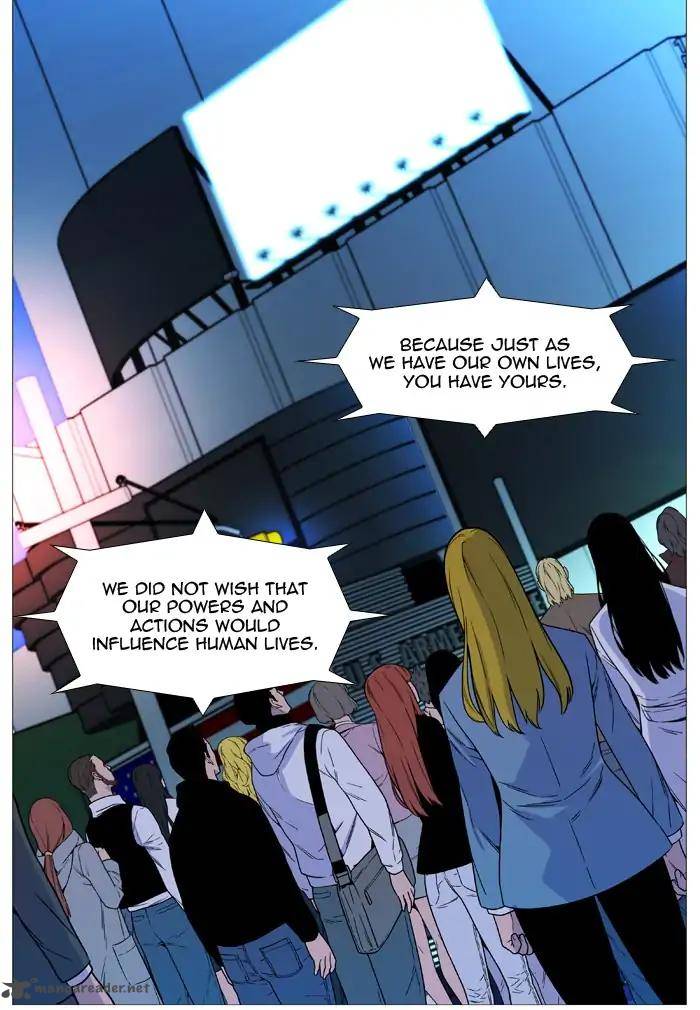 BECAUSE JUST AS
WE HAVE OUR OWN LIVES,
YOU HAVE YOURS.
WE DID NOT WISH THAT
OUR POWERS AND
ACTIONS WOULD
INFLUENCE HUMAN LIVES.
U.S. ARMED
mangareader.net